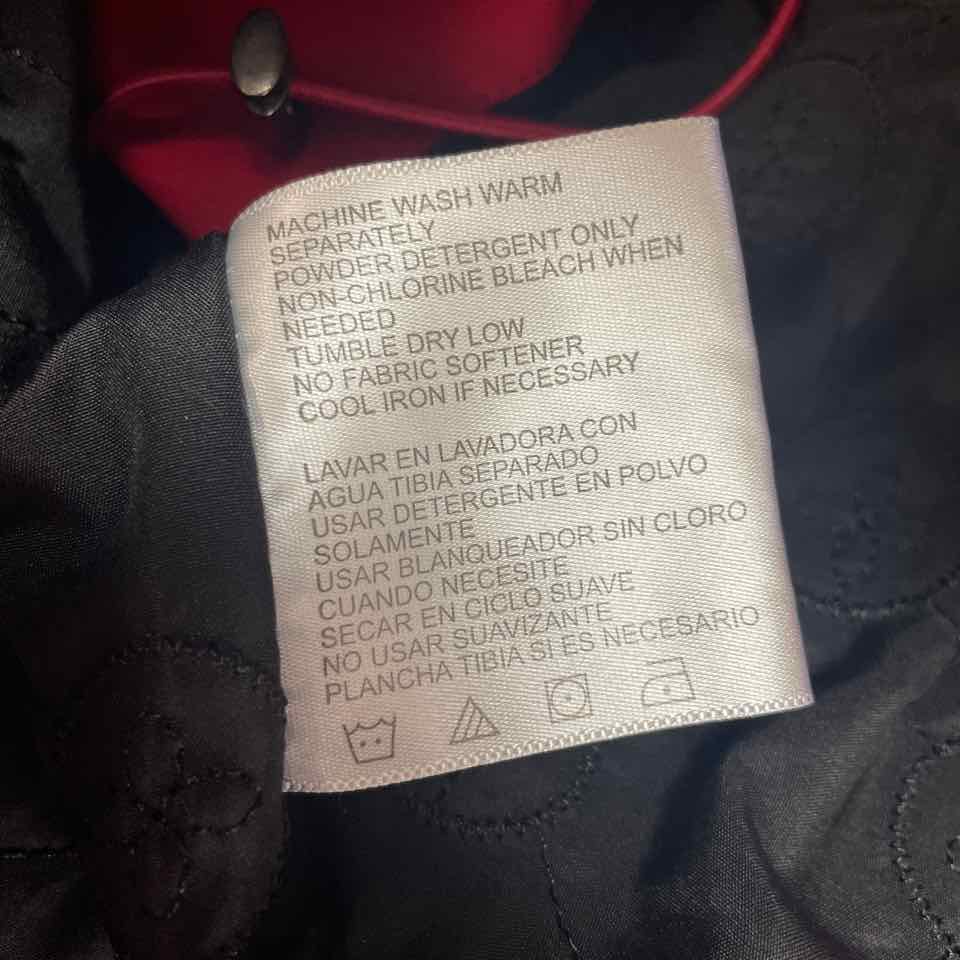 MACHINE WASH WARM
SEPARATELY
POWDER DETERGENT ONLY
NON-CHLORINE BLEACH WHEN
NEEDED
TUMBLE DRY LOW
NO FABRIC SOFTENER
COOL IRON IF NECESSARY
LAVAR EN LAVADORA CON
AGUA TIBIA SEPARADO
USAR DETERGENTE EN POLVO
SOLAMENTE
USAR BLANQUEADOR SIN CLORO
CUANDO NECESITE
SECAR EN CICLO SUAVE
NO USAR SUAVIZANTE
PLANCHA TIBIA SI ES NECESARIO